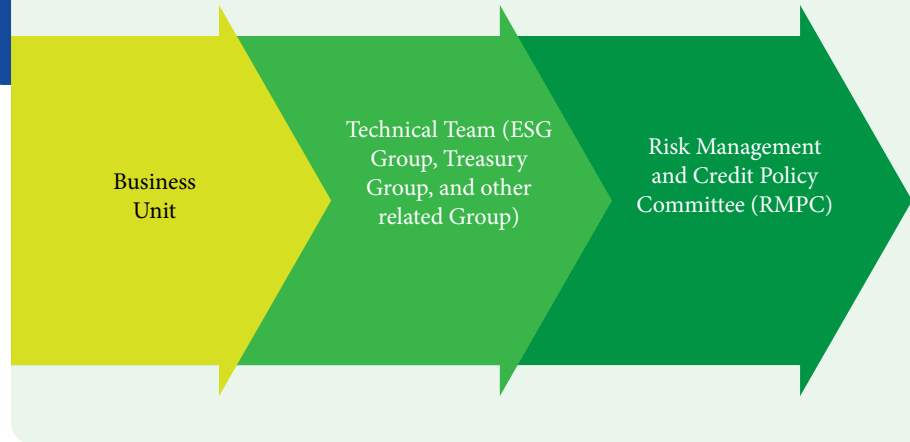 Business
Unit
Technical Team (ESG
Group, Treasury
Group, and other
related Group)
Risk Management
and Credit Policy
Committee (RMPC)